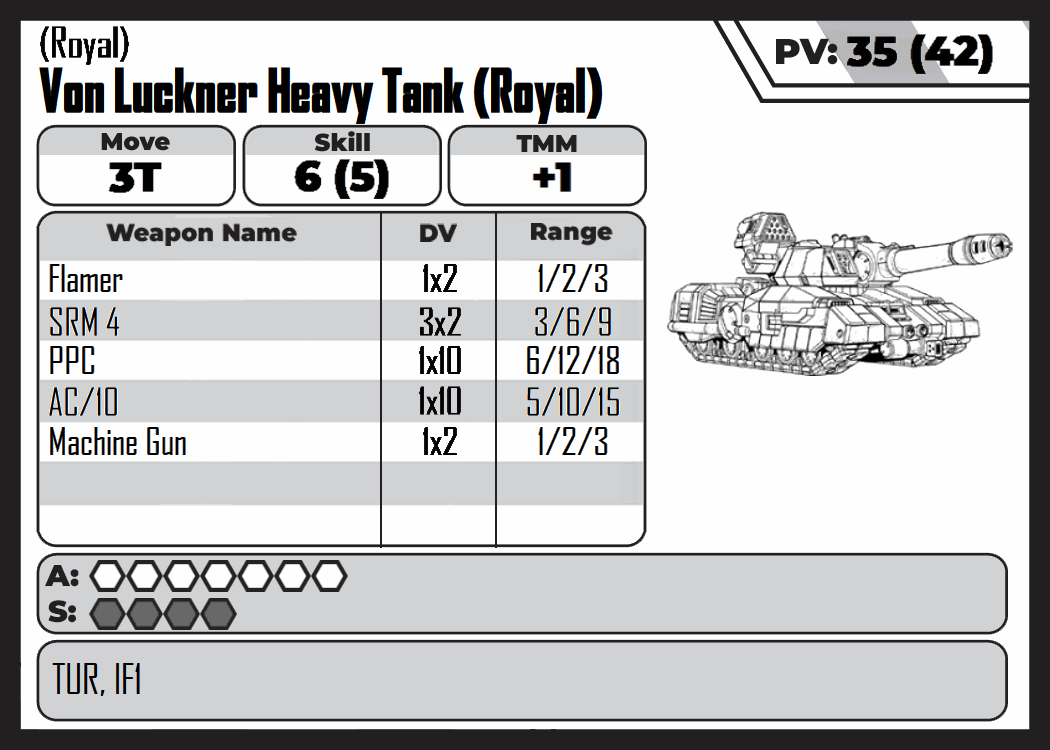 (Royal)
Von Luckner Heavy Tank (Royal)
PV: 35 (42)
Move Skill TMM
3T 6 (5) +1
Weapon Name DV Range
Flamer 1x2 1/2/3
SRM 4 3x2 3/6/9
PPC 1x10 6/12/18
AC/10 1x10 5/10/15
Machine Gun 1x2 1/2/3
A:
S:
TUR, IF1